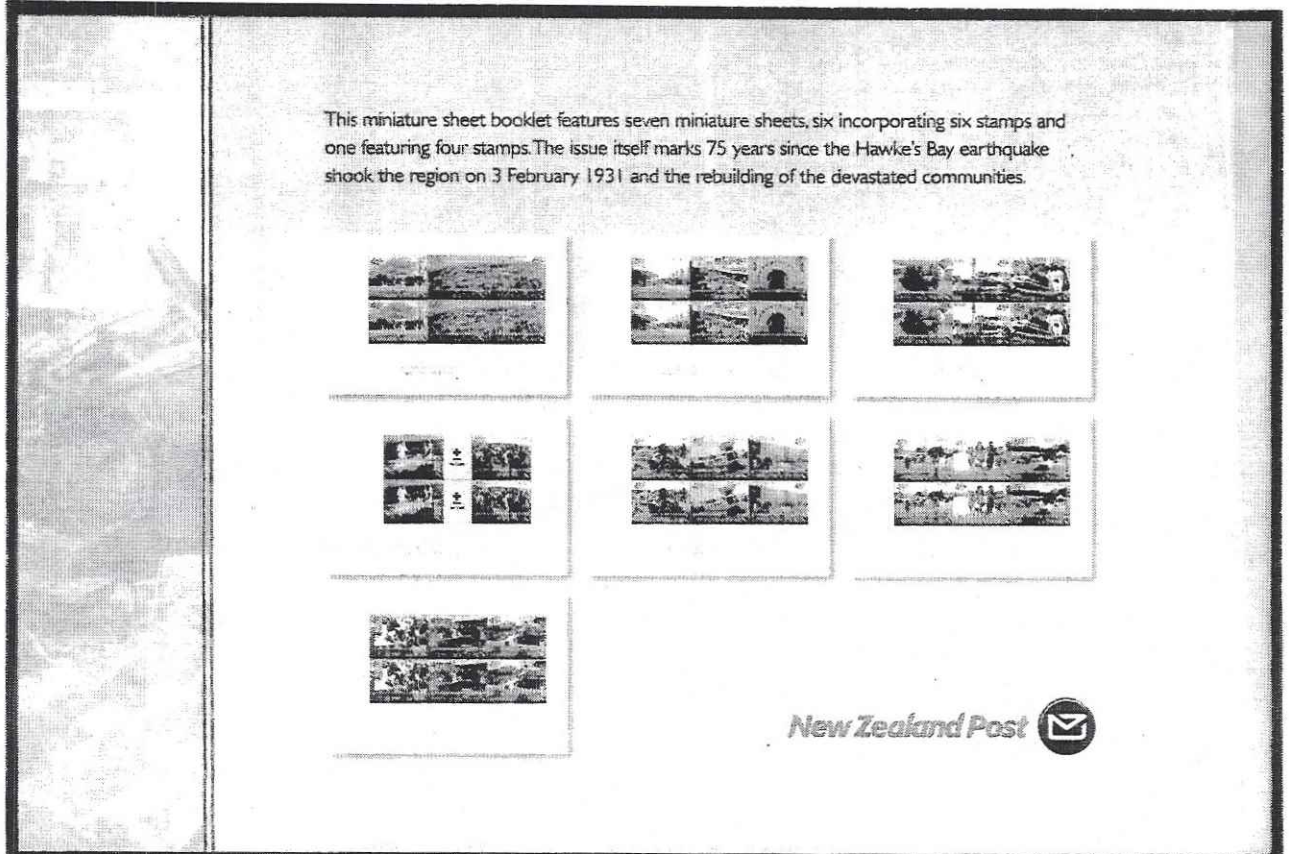 This miniature sheet booklet features seven miniature sheets, six incorporating six stamps and
one featuring four stamps. The issue itself marks 75 years since the Hawke's Bay earthquake
shook the region on 3 February 1931 and the rebuilding of the devastated communities.
New Zealand Post